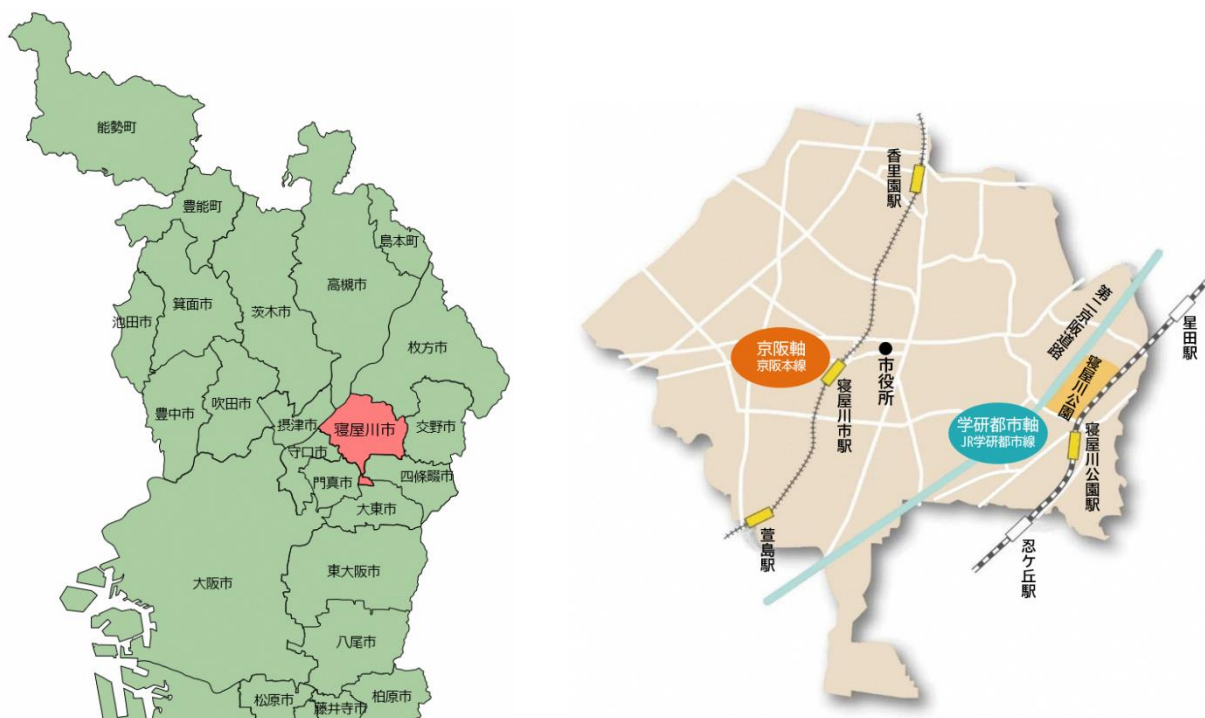 能勢町
豊能町
島本町
高槻市
箕面市
茨木市
池田市
枚方市
豊中市
吹田市
摂津市
寝屋川市
交野市
守口市
門真市
四條畷市
大東市
大阪市
東大阪市
八尾市
松原市
藤井寺市
柏原市
香里園駅
第二京阪道路
星田駅
京阪軸
京阪本線
市役所
寝屋川市駅
寝屋川公園
学研都市軸
JR学研都市線
寝屋川公園駅
萱島駅
忍ケ丘駅